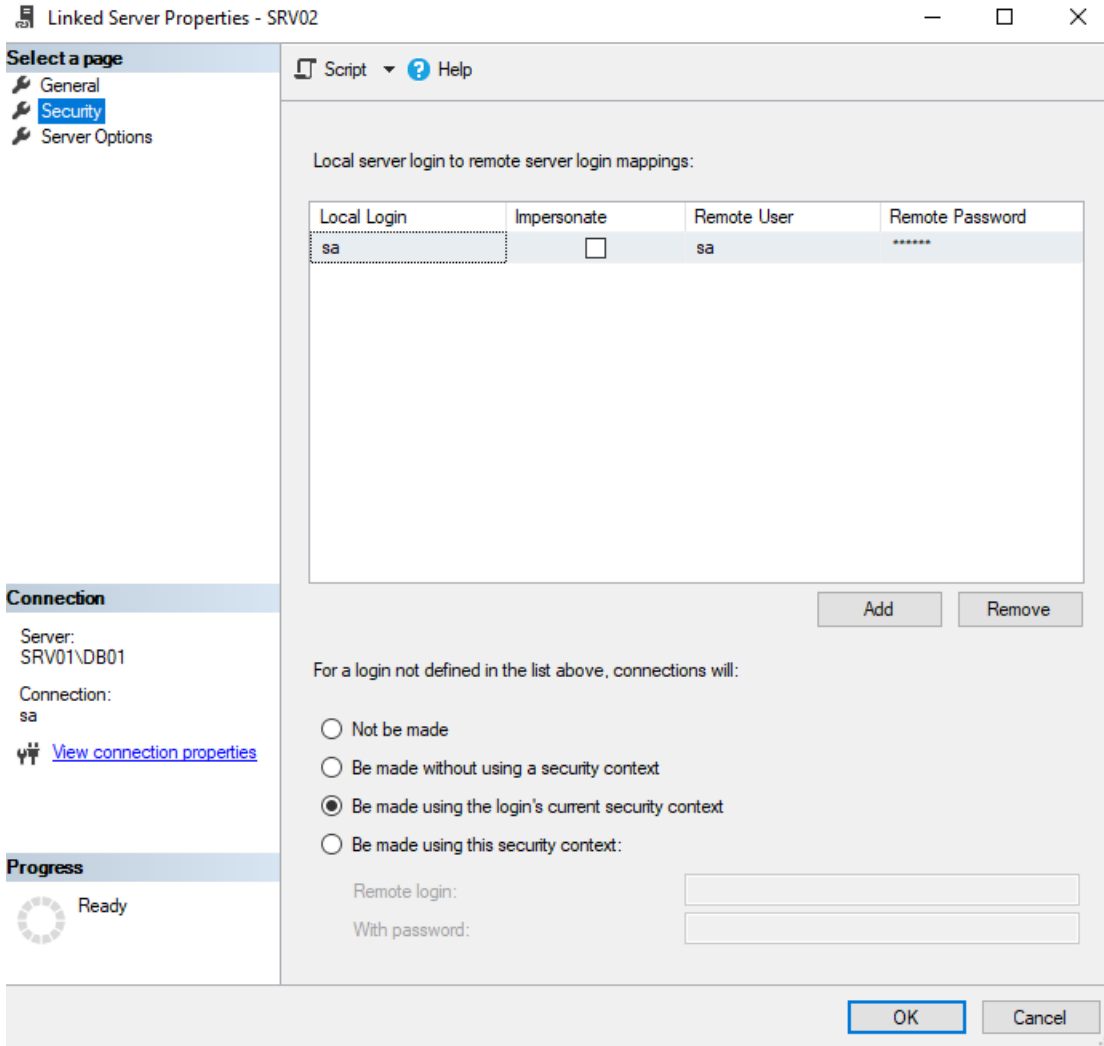 Linked Server Properties - SRV02
Select a page
General
Security
Server Options
Script
Help
Local server login to remote server login mappings:
Local Login Impersonate Remote User Remote Password
sa sa ******
Add Remove
Connection
Server:
SRV01\DB01
Connection:
sa
View connection properties
Progress
Ready
For a login not defined in the list above, connections will:
Not be made
Be made without using a security context
Be made using the login's current security context
Be made using this security context:
Remote login:
With password:
OK Cancel